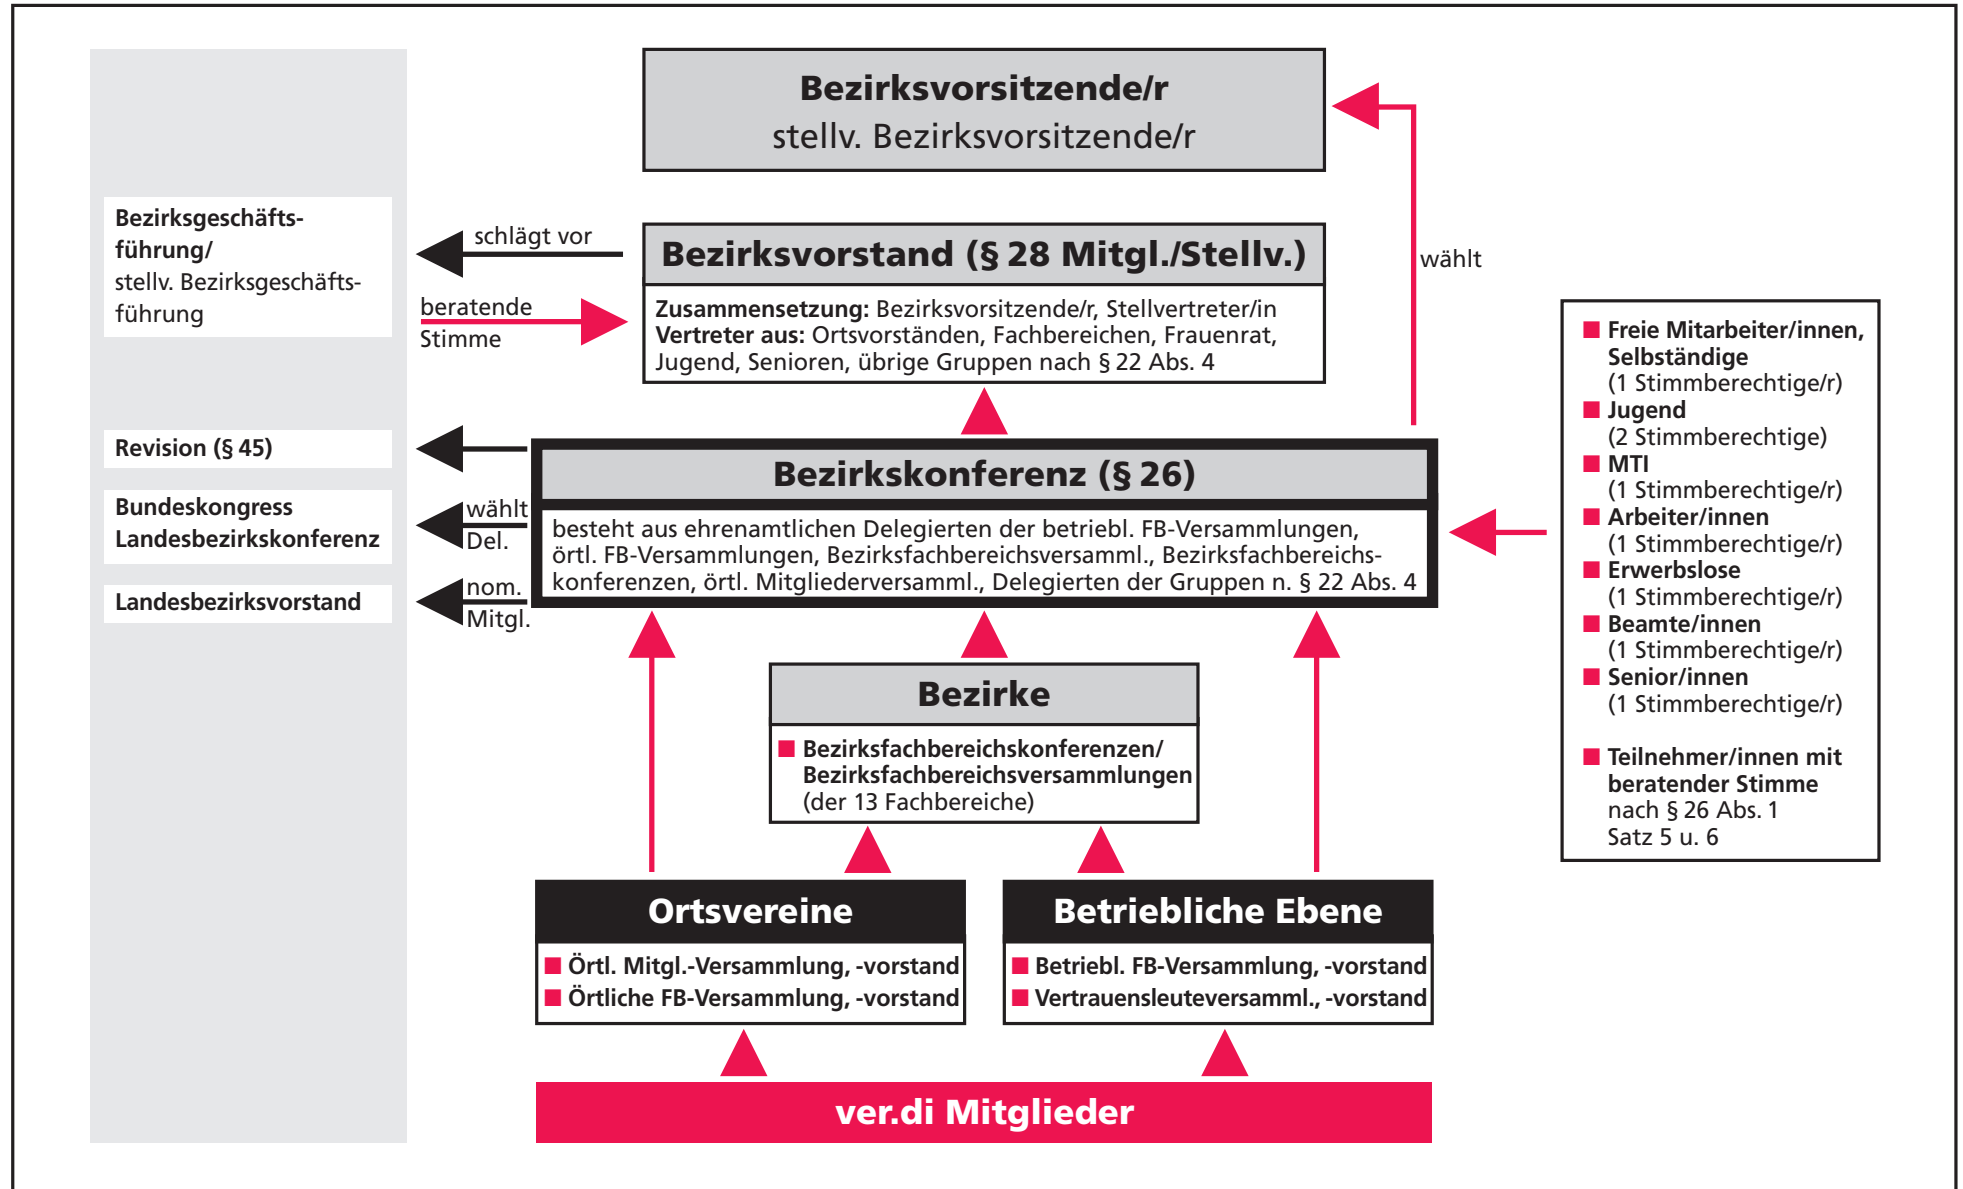 Bezirksvorsitzende/r
stellv. Bezirksvorsitzende/r
wählt
Bezirksgeschäfts-
führung/
stellv. Bezirksgeschäfts-
führung
schlägt vor
beratende
Stimme
Bezirksvorstand (§ 28 Mitgl./Stellv.)
Zusammensetzung: Bezirksvorsitzende/r, Stellvertreter/in
Vertreter aus: Ortsvorständen, Fachbereichen, Frauenrat,
Jugend, Senioren, übrige Gruppen nach § 22 Abs. 4
Revision (§ 45)
Bundeskongress
Landesbezirkskonferenz
Landesbezirksvorstand
wählt
Del.
nom.
Mitgl.
Bezirkskonferenz (§ 26)
besteht aus ehrenamtlichen Delegierten der betriebl. FB-Versammlungen,
örtl. FB-Versammlungen, Bezirksfachbereichsversamml., Bezirksfachbereichs-
konferenzen, örtl. Mitgliederversamml., Delegierten der Gruppen n. § 22 Abs. 4
Freie Mitarbeiter/innen,
Selbständige
(1 Stimmberechtige/r)
Jugend
(2 Stimmberechtige)
MTI
(1 Stimmberechtige/r)
Arbeiter/innen
(1 Stimmberechtige/r)
Erwerbslose
(1 Stimmberechtige/r)
Beamte/innen
(1 Stimmberechtige/r)
Senior/innen
(1 Stimmberechtige/r)
Teilnehmer/innen mit
beratender Stimme
nach § 26 Abs. 1
Satz 5 u. 6
Bezirke
Bezirksfachbereichskonferenzen/
Bezirksfachbereichsversammlungen
(der 13 Fachbereiche)
Ortsvereine
Örtl. Mitgl.-Versammlung, -vorstand
Örtliche FB-Versammlung, -vorstand
Betriebliche Ebene
Betriebl. FB-Versammlung, -vorstand
Vertrauensleuteversamml., -vorstand
ver.di Mitglieder